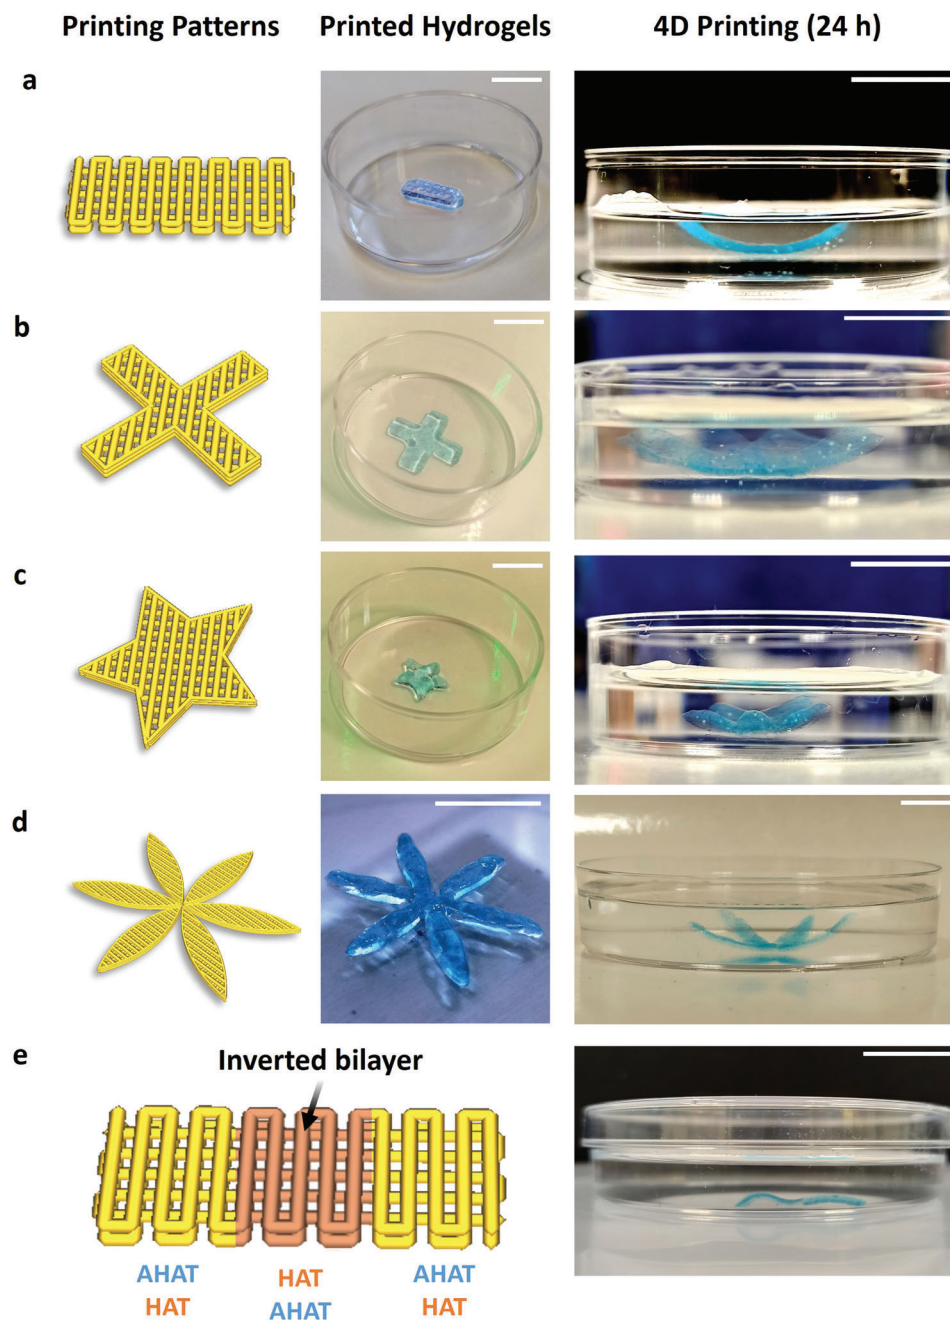 Printing Patterns Printed Hydrogels 4D Printing (24 h)
a
b
c
d
e
Inverted bilayer
AHAT HAT AHAT
HAT AHAT HAT